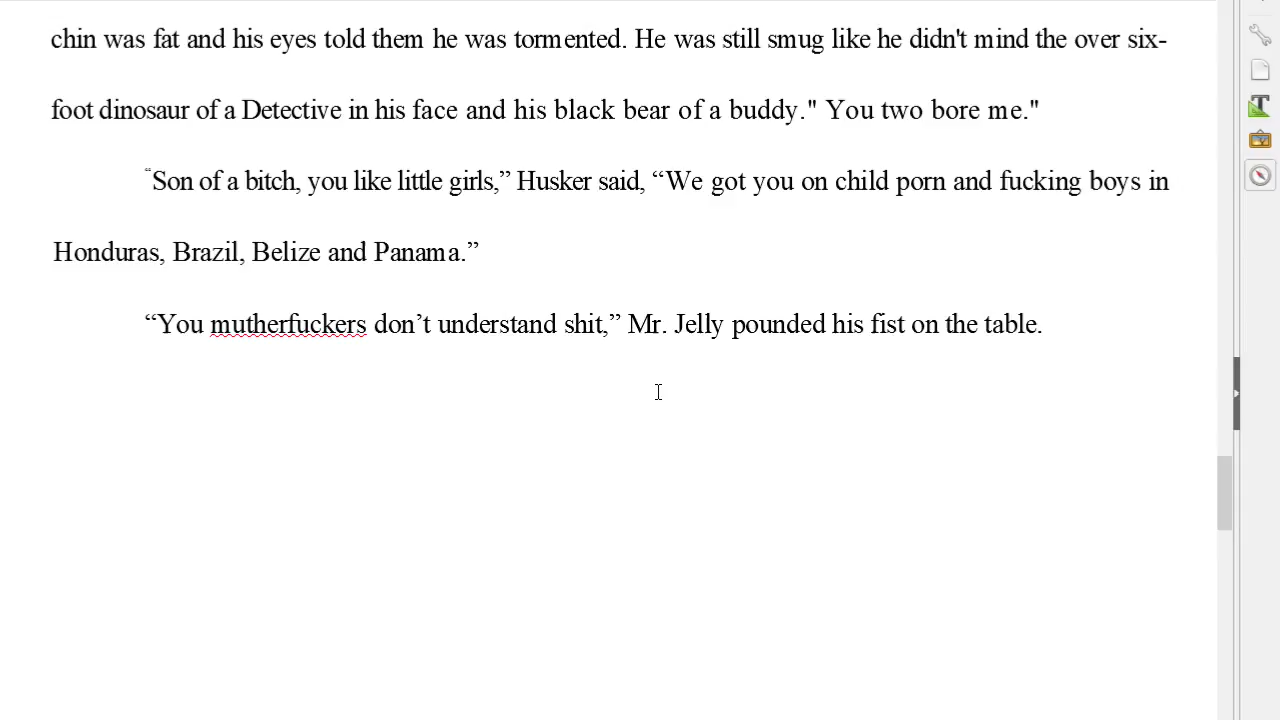 chin was fat and his eyes told them he was tormented. He was still smug like he didn't mind the over six-
foot dinosaur of a Detective in his face and his black bear of a buddy." You two bore me."
“Son of a bitch, you like little girls,” Husker said, “We got you on child porn and fucking boys in
Honduras, Brazil, Belize and Panama.”
“You mutherfuckers don’t understand shit,” Mr. Jelly pounded his fist on the table.